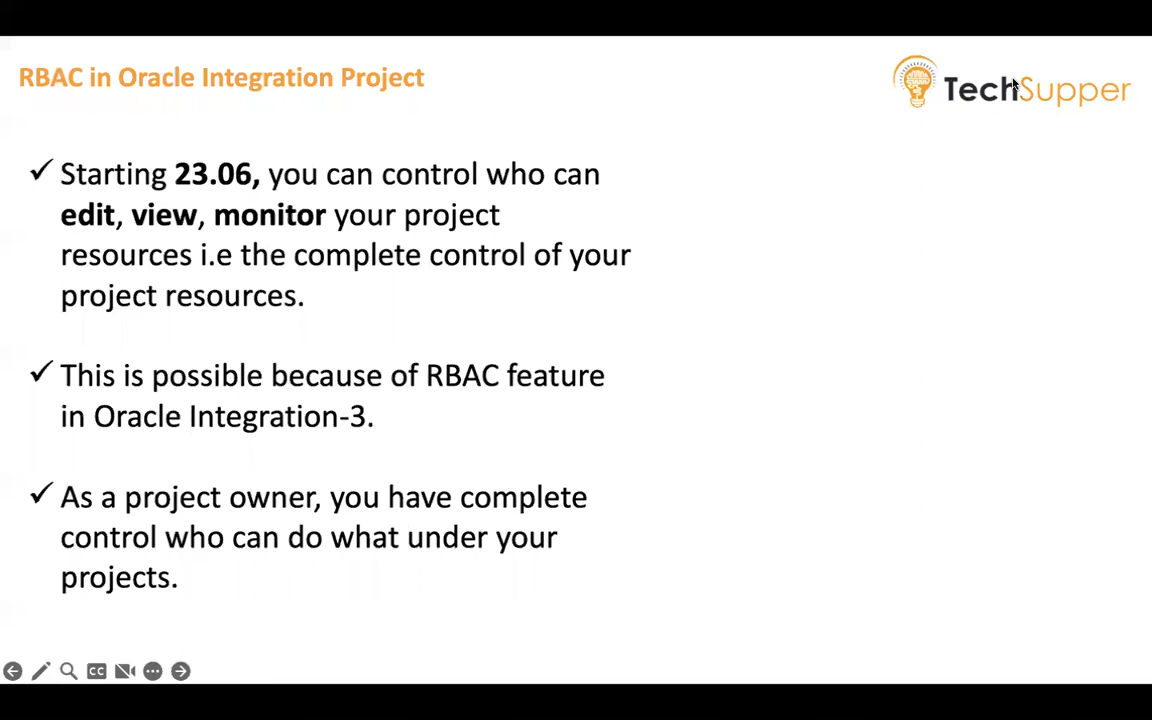 RBAC in Oracle Integration Project
TechSupper
✓ Starting 23.06, you can control who can
edit, view, monitor your project
resources i.e the complete control of your
project resources.
✓ This is possible because of RBAC feature
in Oracle Integration-3.
✓ As a project owner, you have complete
control who can do what under your
projects.
CC